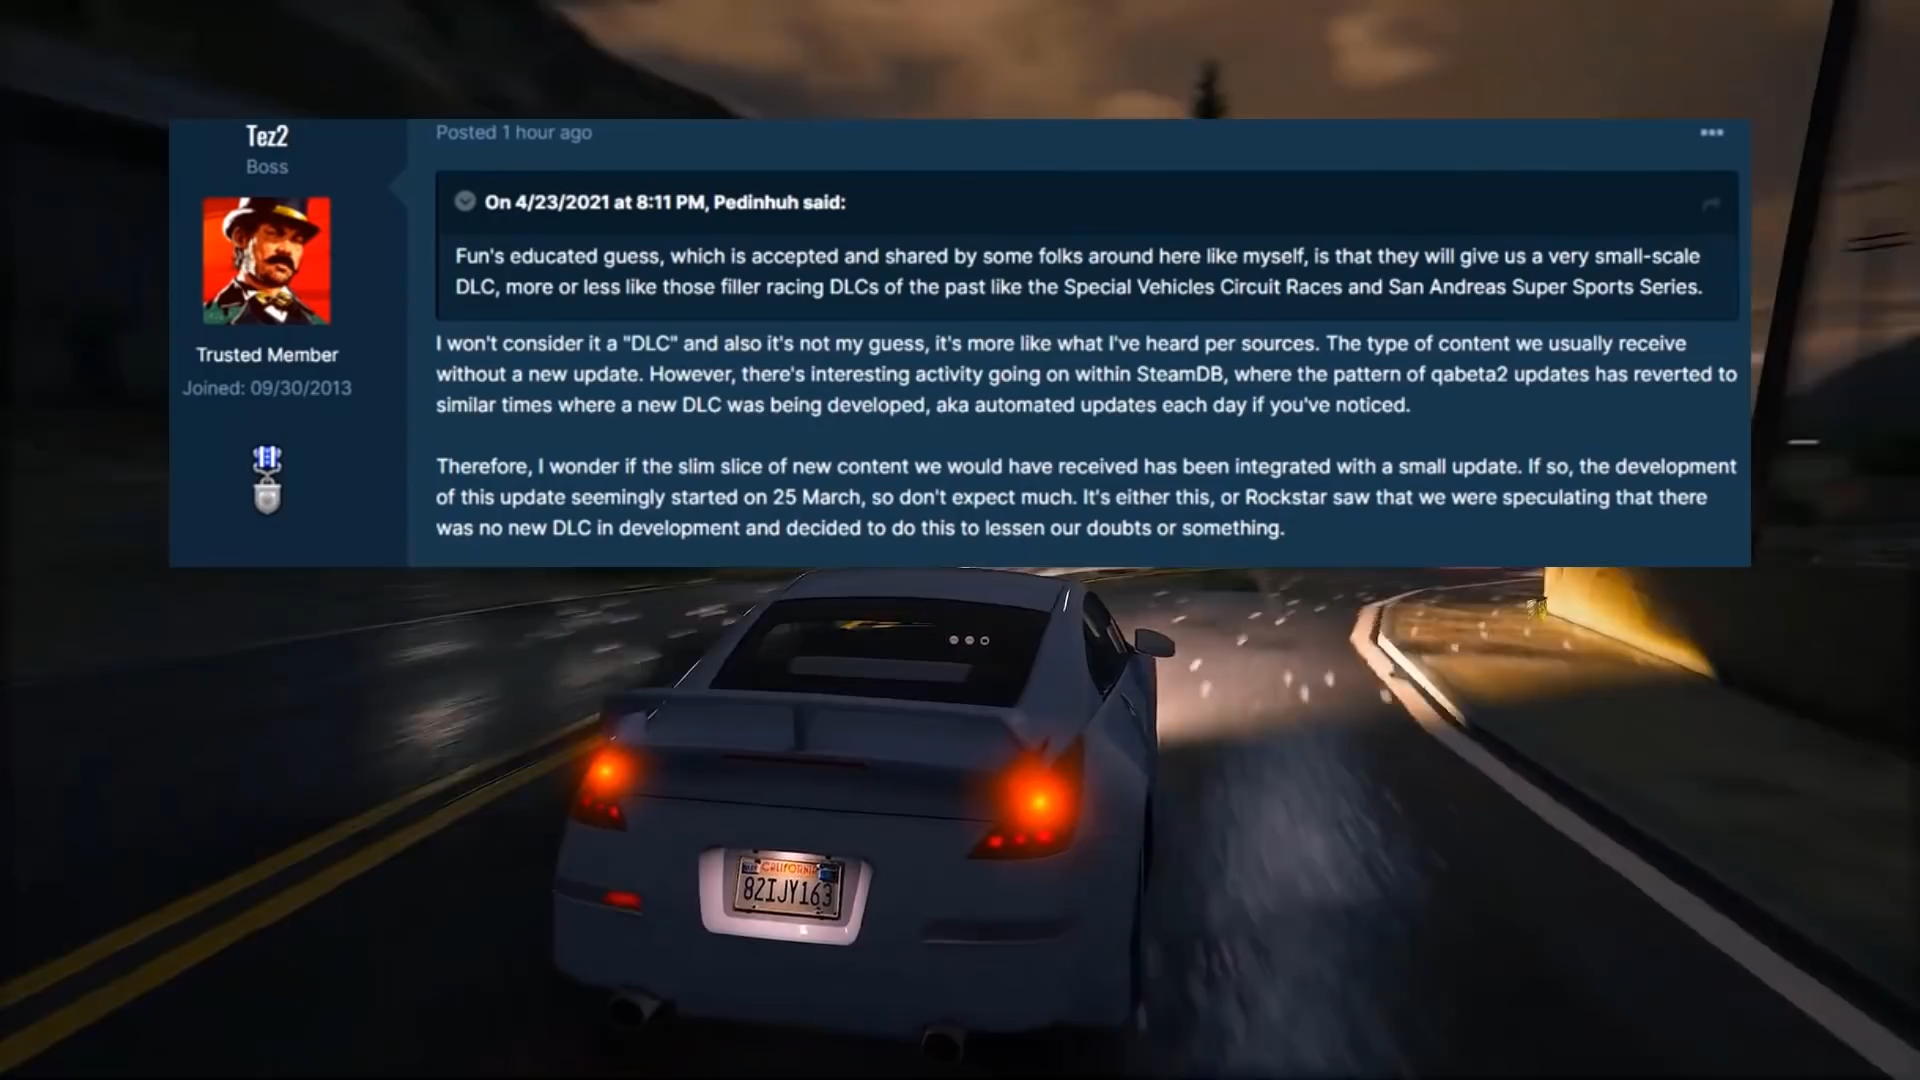 Tez2
Boss
Trusted Member
Joined: 09/30/2013
Posted 1 hour ago
On 4/23/2021 at 8:11 PM, Pedinhuh said:
Fun's educated guess, which is accepted and shared by some folks around here like myself, is that they will give us a very small-scale
DLC, more or less like those filler racing DLCs of the past like the Special Vehicles Circuit Races and San Andreas Super Sports Series.
I won't consider it a "DLC" and also it's not my guess, it's more like what I've heard per sources. The type of content we usually receive
without a new update. However, there's interesting activity going on within SteamDB, where the pattern of qabeta2 updates has reverted to
similar times where a new DLC was being developed, aka automated updates each day if you've noticed.
Therefore, I wonder if the slim slice of new content we would have received has been integrated with a small update. If so, the development
of this update seemingly started on 25 March, so don't expect much. It's either this, or Rockstar saw that we were speculating that there
was no new DLC in development and decided to do this to lessen our doubts or something.
CALIFORNIA
82IJY163